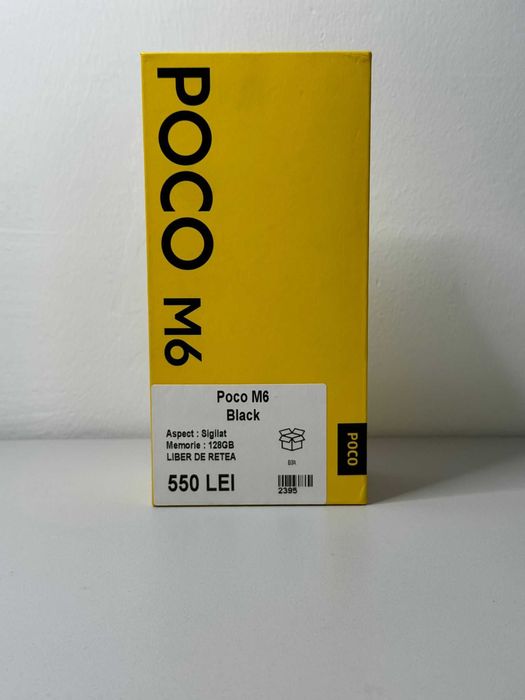 POCO M6
Poco M6
Black
Aspect : Sigilat
Memorie : 128GB
LIBER DE RETEA
550 LEI
2395
POCO